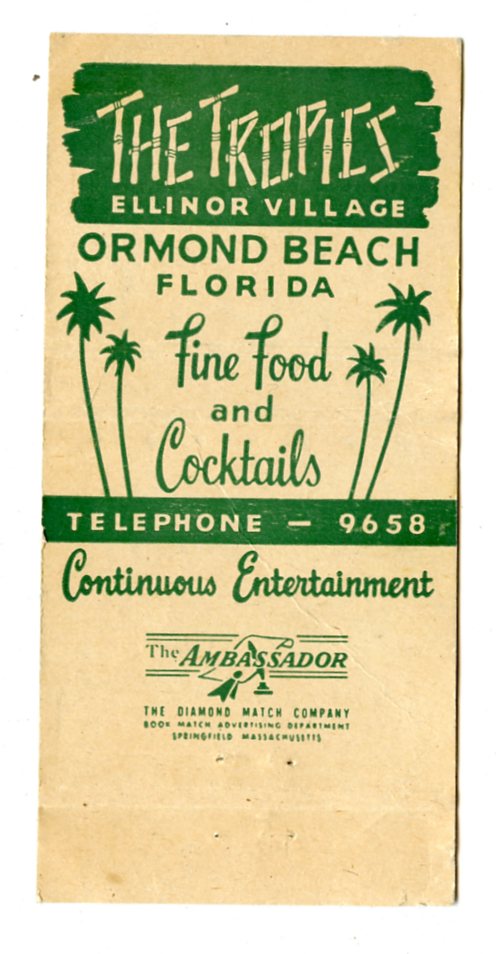 THE TROPICS
ELLINOR VILLAGE
ORMOND BEACH
FLORIDA
Fine Food
and
Cocktails
TELEPHONE — 9658
Continuous Entertainment
The AMBASSADOR
THE DIAMOND MATCH COMPANY
BOOK MATCH ADVERTISING DEPARTMENT
SPRINGFIELD MASSACHUSETTS